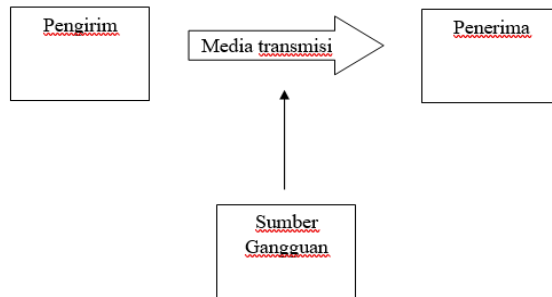 Pengirim
Media transmisi
Penerima
Sumber
Gangguan